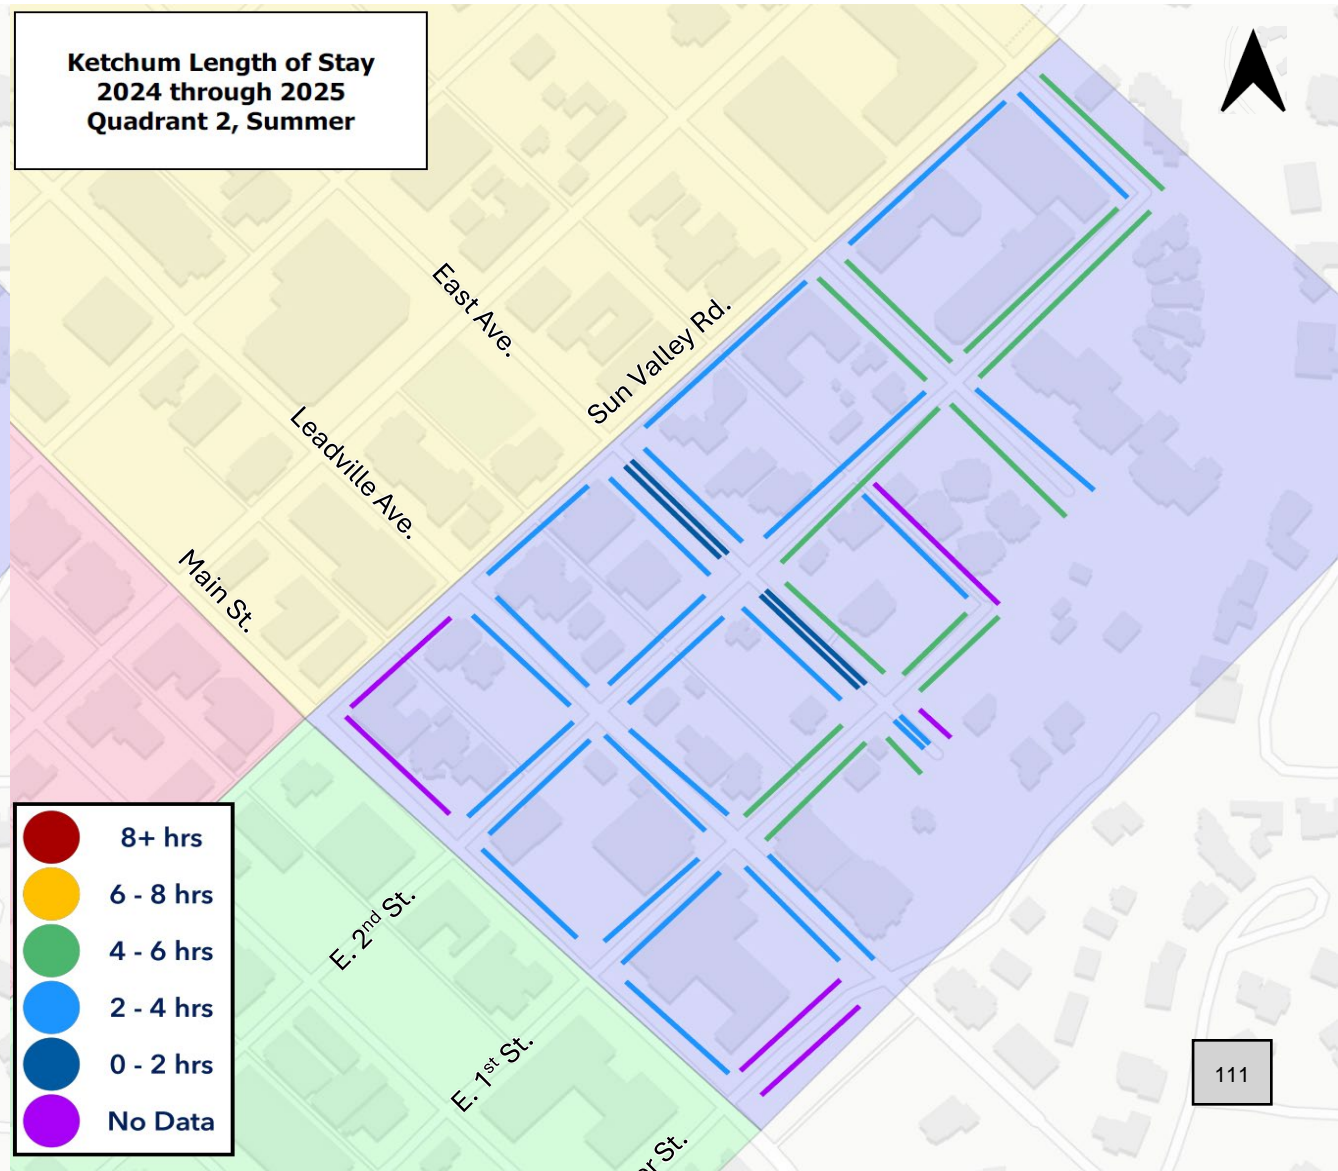 Ketchum Length of Stay
2024 through 2025
Quadrant 2, Summer
East Ave.
Sun Valley Rd.
Leadville Ave.
Main St.
E. 2nd St.
E. 1st St.
St.
8+ hrs
6 - 8 hrs
4 - 6 hrs
2 - 4 hrs
0 - 2 hrs
No Data
111